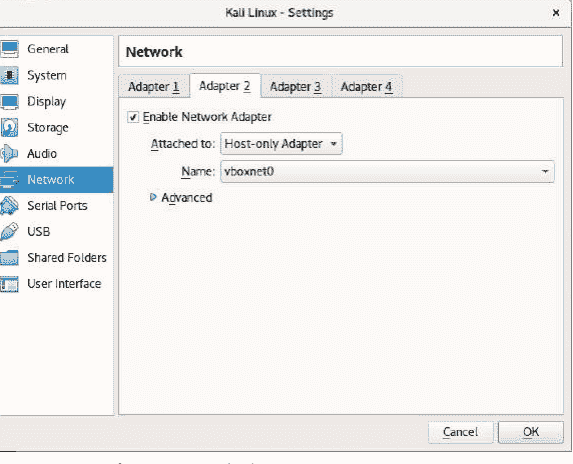 Kali Linux - Settings
×
General
System
Display
Storage
Audio
Network
Serial Ports
USB
Shared Folders
User Interface
Network
Adapter 1
Adapter 2
Adapter 3
Adapter 4
Enable Network Adapter
Attached to: Host-only Adapter
Name: vboxnet0
Advanced
Cancel
OK